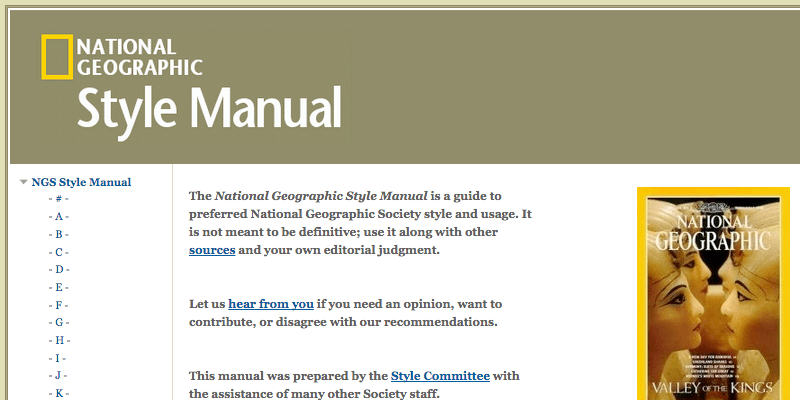 NATIONAL
GEOGRAPHIC
Style Manual
NGS Style Manual
- # -
- A -
- B -
- C -
- D -
- E -
- F -
- G -
- H -
- I -
- J -
- K -
The National Geographic Style Manual is a guide to
preferred National Geographic Society style and usage. It
is not meant to be definitive; use it along with other
sources and your own editorial judgment.
Let us hear from you if you need an opinion, want to
contribute, or disagree with our recommendations.
This manual was prepared by the Style Committee with
the assistance of many other Society staff.
NATIONAL
GEOGRAPHIC
VALLEY OF THE KINGS